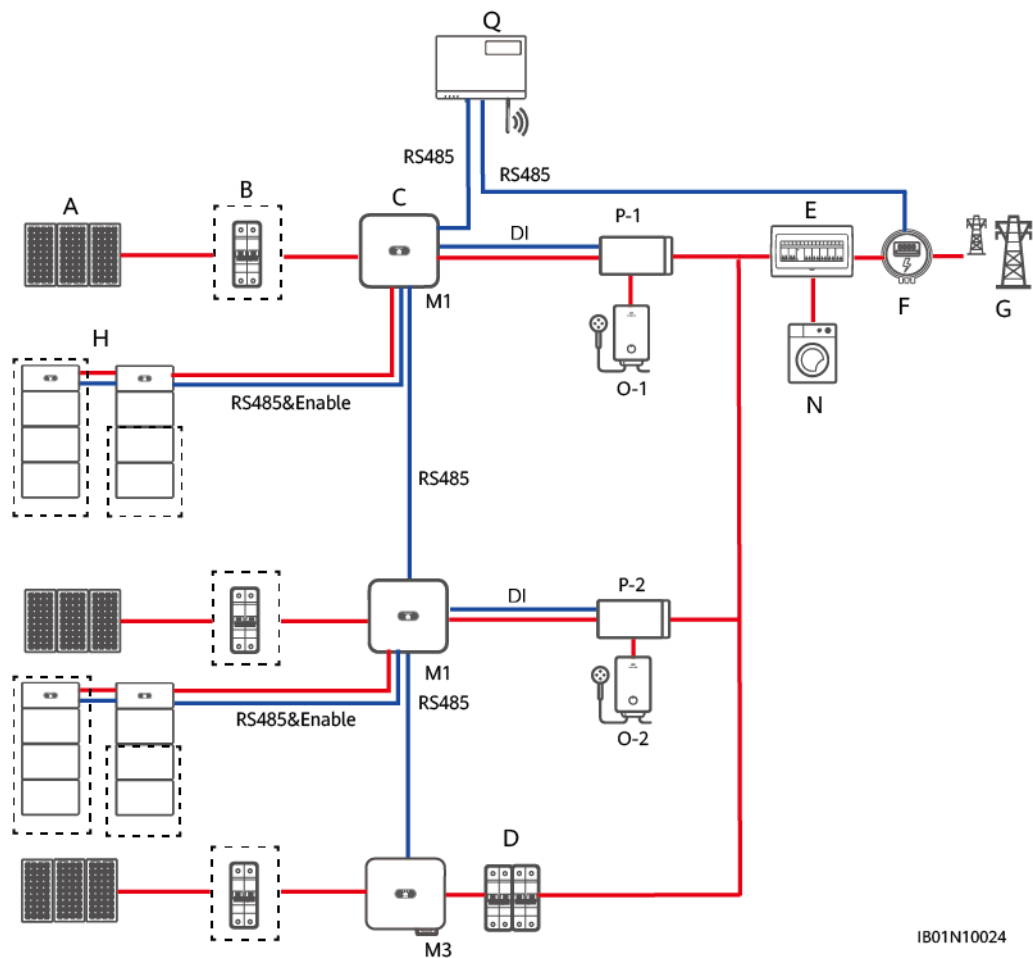 Q
RS485
RS485
A
B
C
DI
P-1
E
M1
F
G
H
O-1
N
RS485&Enable
RS485
DI
P-2
M1
RS485
RS485&Enable
O-2
D
M3
IB01N10024